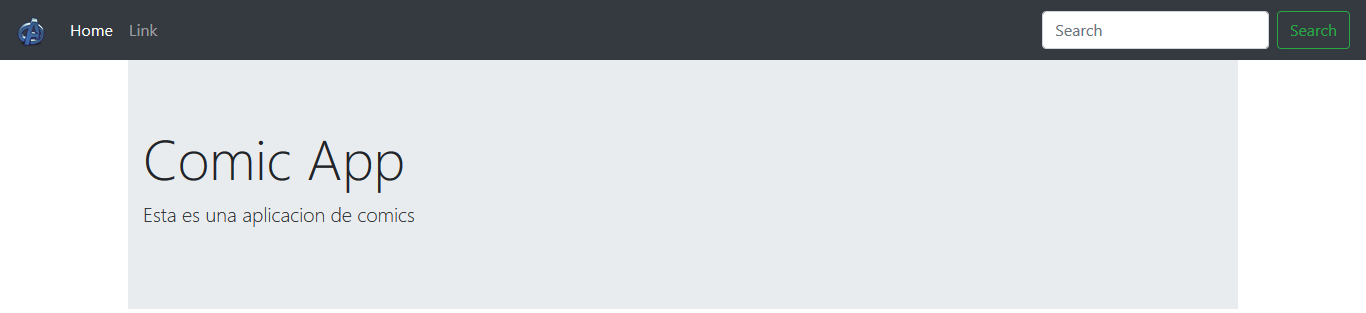 Home Link Search Search
Comic App
Esta es una aplicacion de comics